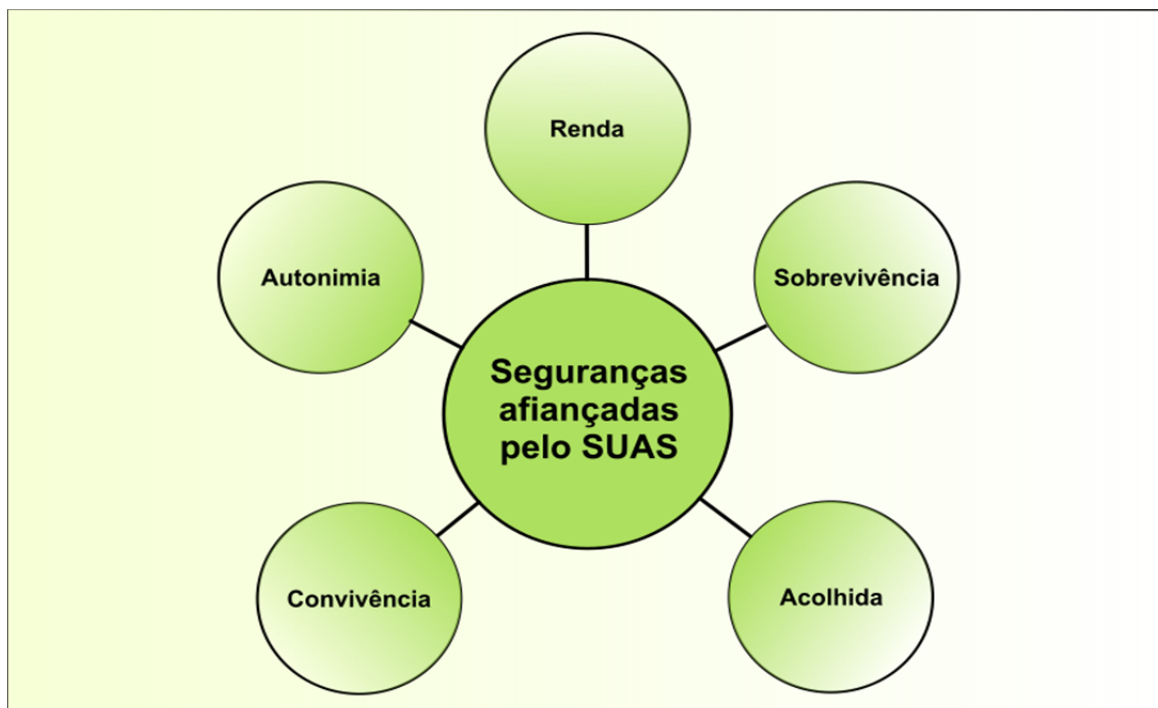 Renda
Autonimia
Sobrevivência
Seguranças
afiançadas
pelo SUAS
Convivência
Acolhida